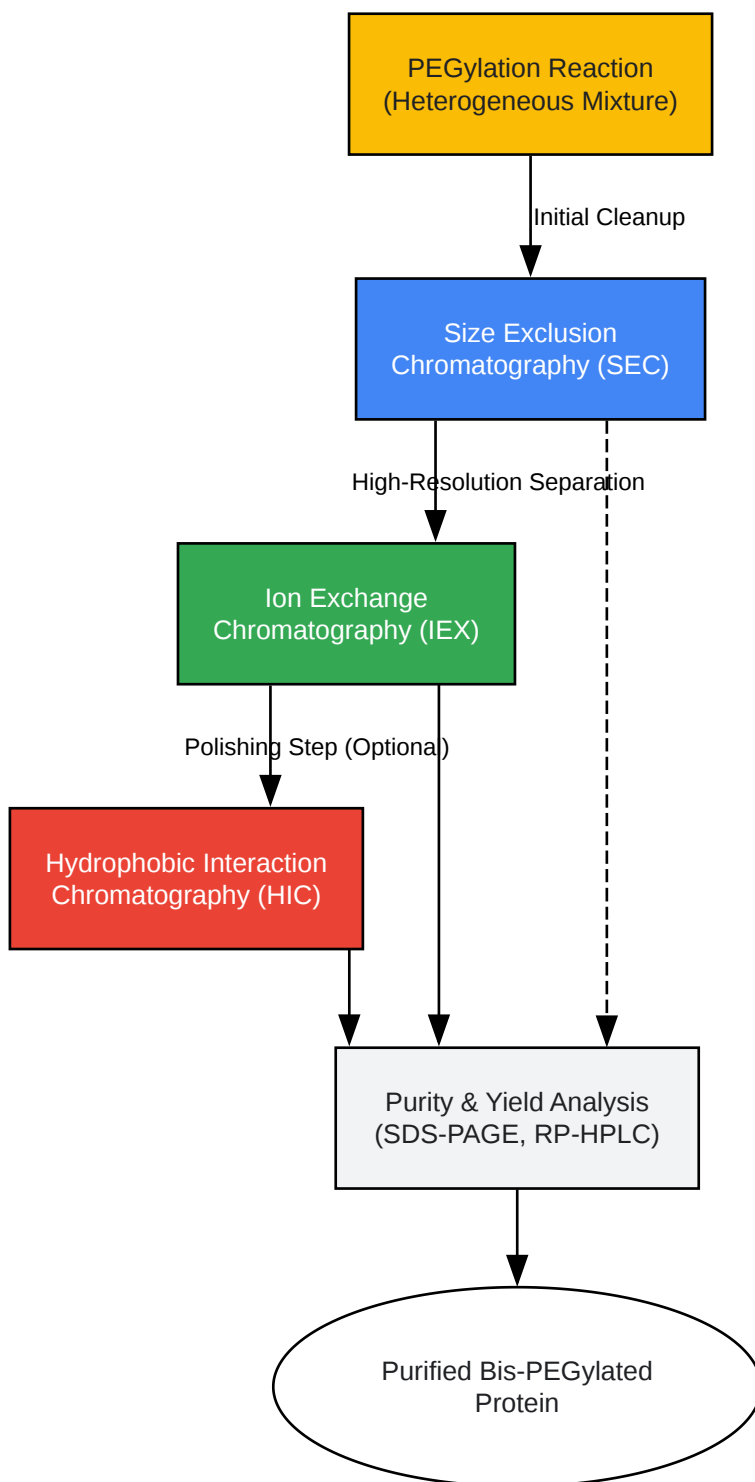 PEGylation Reaction
(Heterogeneous Mixture)
Initial Cleanup
Size Exclusion
Chromatography (SEC)
High-Resolution Separation
Ion Exchange
Chromatography (IEX)
Polishing Step (Optional)
Hydrophobic Interaction
Chromatography (HIC)
Purity & Yield Analysis
(SDS-PAGE, RP-HPLC)
Purified Bis-PEGylated
Protein